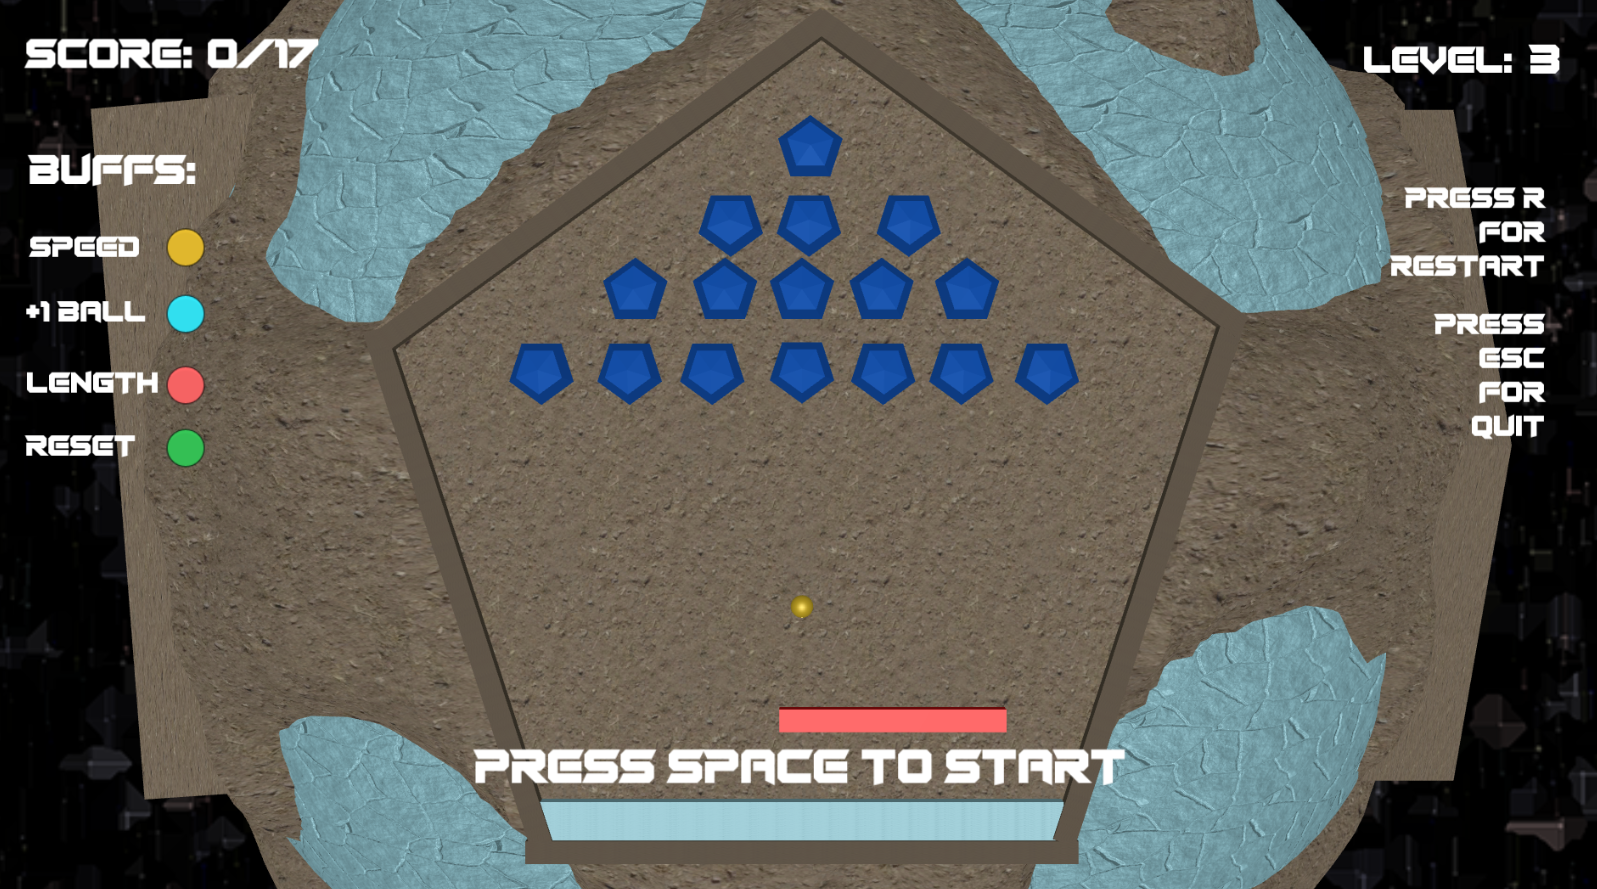 SCORE: 0/17
LEVEL: 3
BUFFS:
SPEED
+1 BALL
LENGTH
RESET
PRESS R
FOR
RESTART
PRESS
ESC
FOR
QUIT
PRESS SPACE TO START